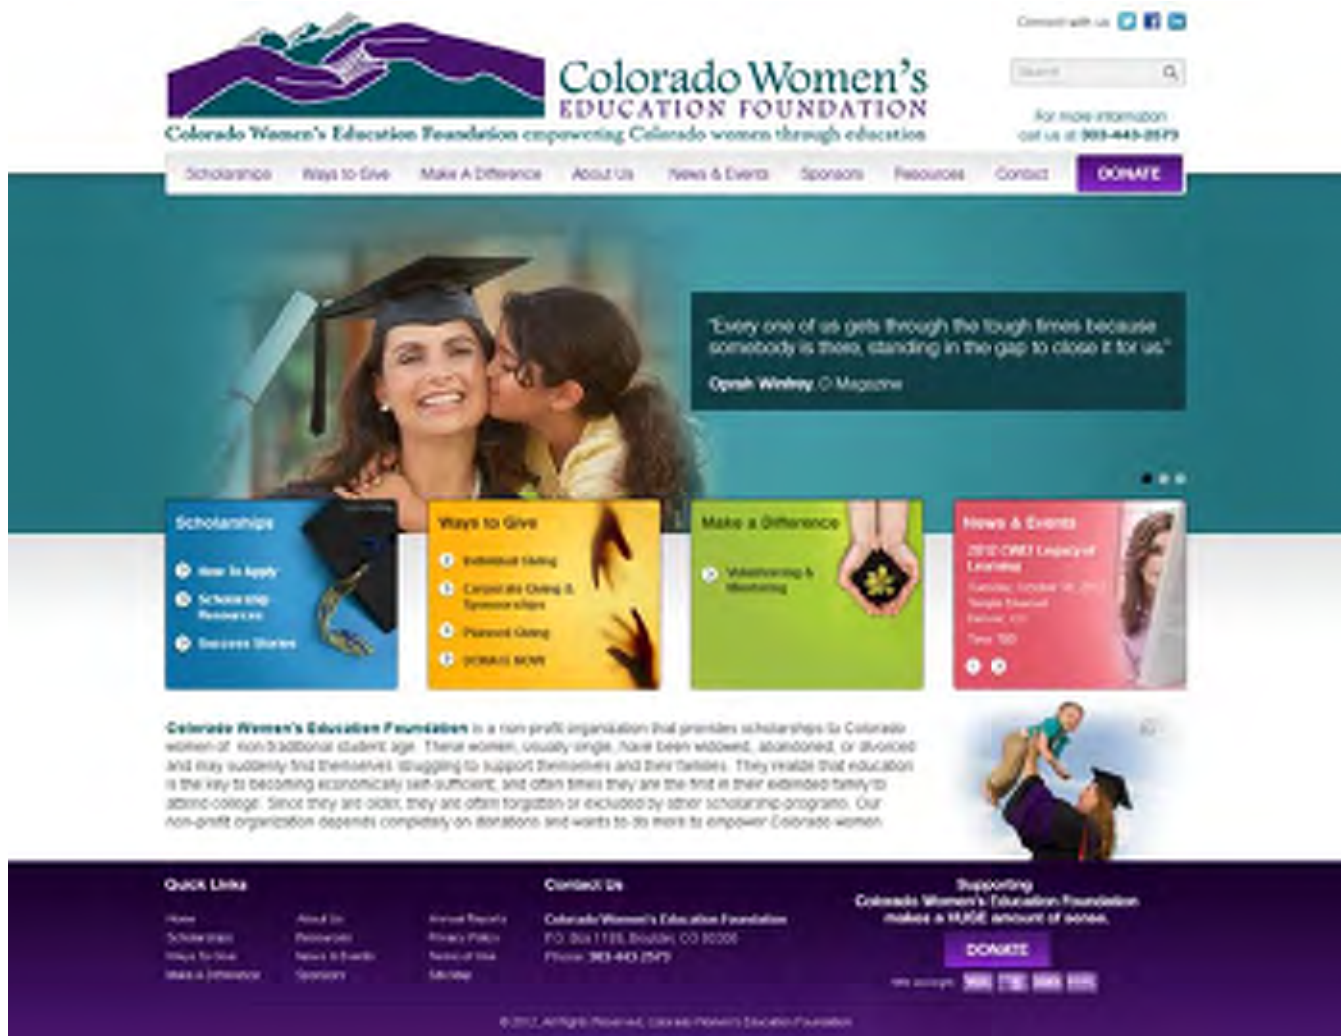 Connect with us
Colorado Women's
EDUCATION FOUNDATION
Colorado Women's Education Foundation empowering Colorado women through education
Search
For more information
call us at 303-443-2573
Scholarships Ways to Give Make A Difference About Us News & Events Sponsors Resources Contact DONATE
"Every one of us gets through the tough times because
somebody is there, standing in the gap to close it for us."
Oprah Winfrey, O Magazine
Scholarships
How To Apply
Scholarship
Resources
Success Stories
Ways to Give
Individual Giving
Corporate Giving &
Sponsorships
Planned Giving
DONATE NOW
Make a Difference
Volunteering &
Mentoring
News & Events
Legacy of
Learning
Colorado Women's Education Foundation is a non-profit organization that provides scholarships to Colorado
women of non-traditional student age. These women, usually single, have been widowed, abandoned, or divorced
and may suddenly find themselves struggling to support themselves and their families. They realize that education
is the key to becoming economically self-sufficient, and often times they are the first in their extended family to
attend college. Since they are older, they are often forgotten or excluded by other scholarship programs. Our
non-profit organization depends completely on donations and wants to do more to empower Colorado women.
Quick Links
Home
Scholarships
Ways To Give
Make A Difference
About Us
Resources
News & Events
Sponsors
Annual Reports
Privacy Policy
Terms of Use
Site Map
Contact Us
Colorado Women's Education Foundation
P.O. Box Boulder, CO
Phone: 303-443-2573
Supporting
Colorado Women's Education Foundation
makes a HUGE amount of sense.
DONATE
We accept
© 2012, All Rights Reserved, Colorado Women's Education Foundation